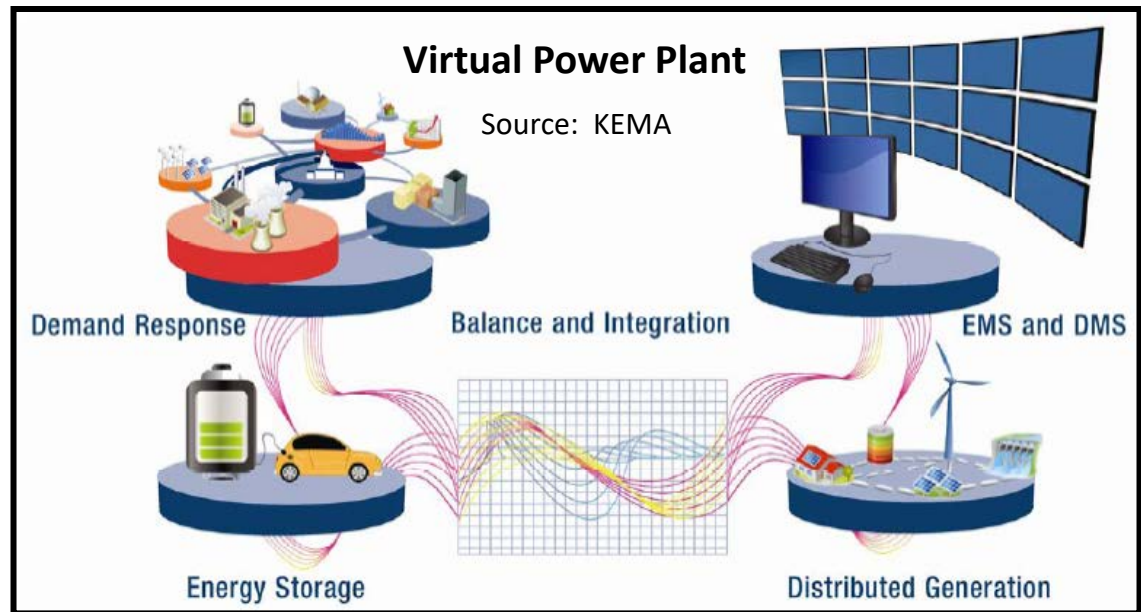 Virtual Power Plant
Source: KEMA
Demand Response
Balance and Integration
EMS and DMS
Energy Storage
Distributed Generation